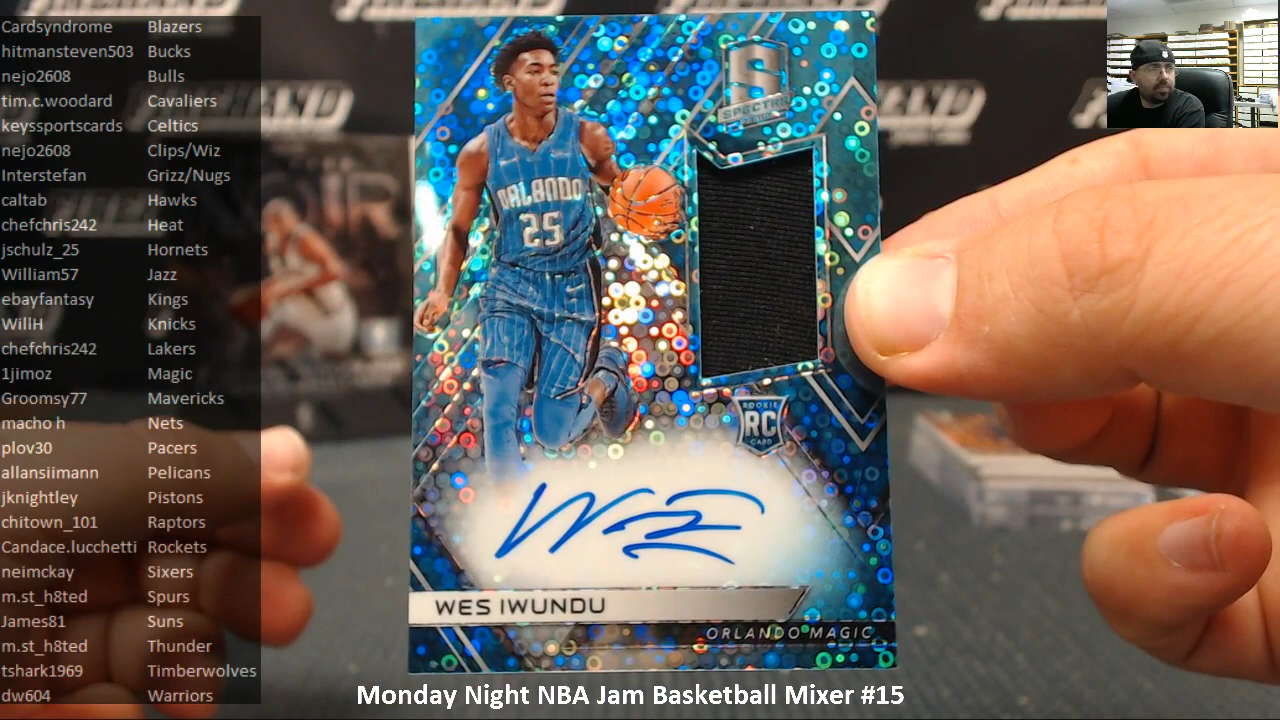 Cardsyndrome Blazers
hitmansteven503 Bucks
nejo2608 Bulls
tim.c.woodard Cavaliers
keyssportscards Celtics
nejo2608 Clips/Wiz
Interstefan Grizz/Nugs
caltab Hawks
chefchris242 Heat
jschulz_25 Hornets
William57 Jazz
ebayfantasy Kings
WillH Knicks
chefchris242 Lakers
1jimoz Magic
Groomsy77 Mavericks
macho h Nets
plov30 Pacers
allansiimann Pelicans
jknightley Pistons
chitown_101 Raptors
Candace.lucchetti Rockets
neimckay Sixers
m.st_h8ted Spurs
James81 Suns
m.st_h8ted Thunder
tshark1969 Timberwolves
dw604 Warriors
S
SPECTRA
ORLANDO
25
ROOKIE
RC
CARD
WES IWUNDU
ORLANDO MAGIC
NOIR
Monday Night NBA Jam Basketball Mixer #15